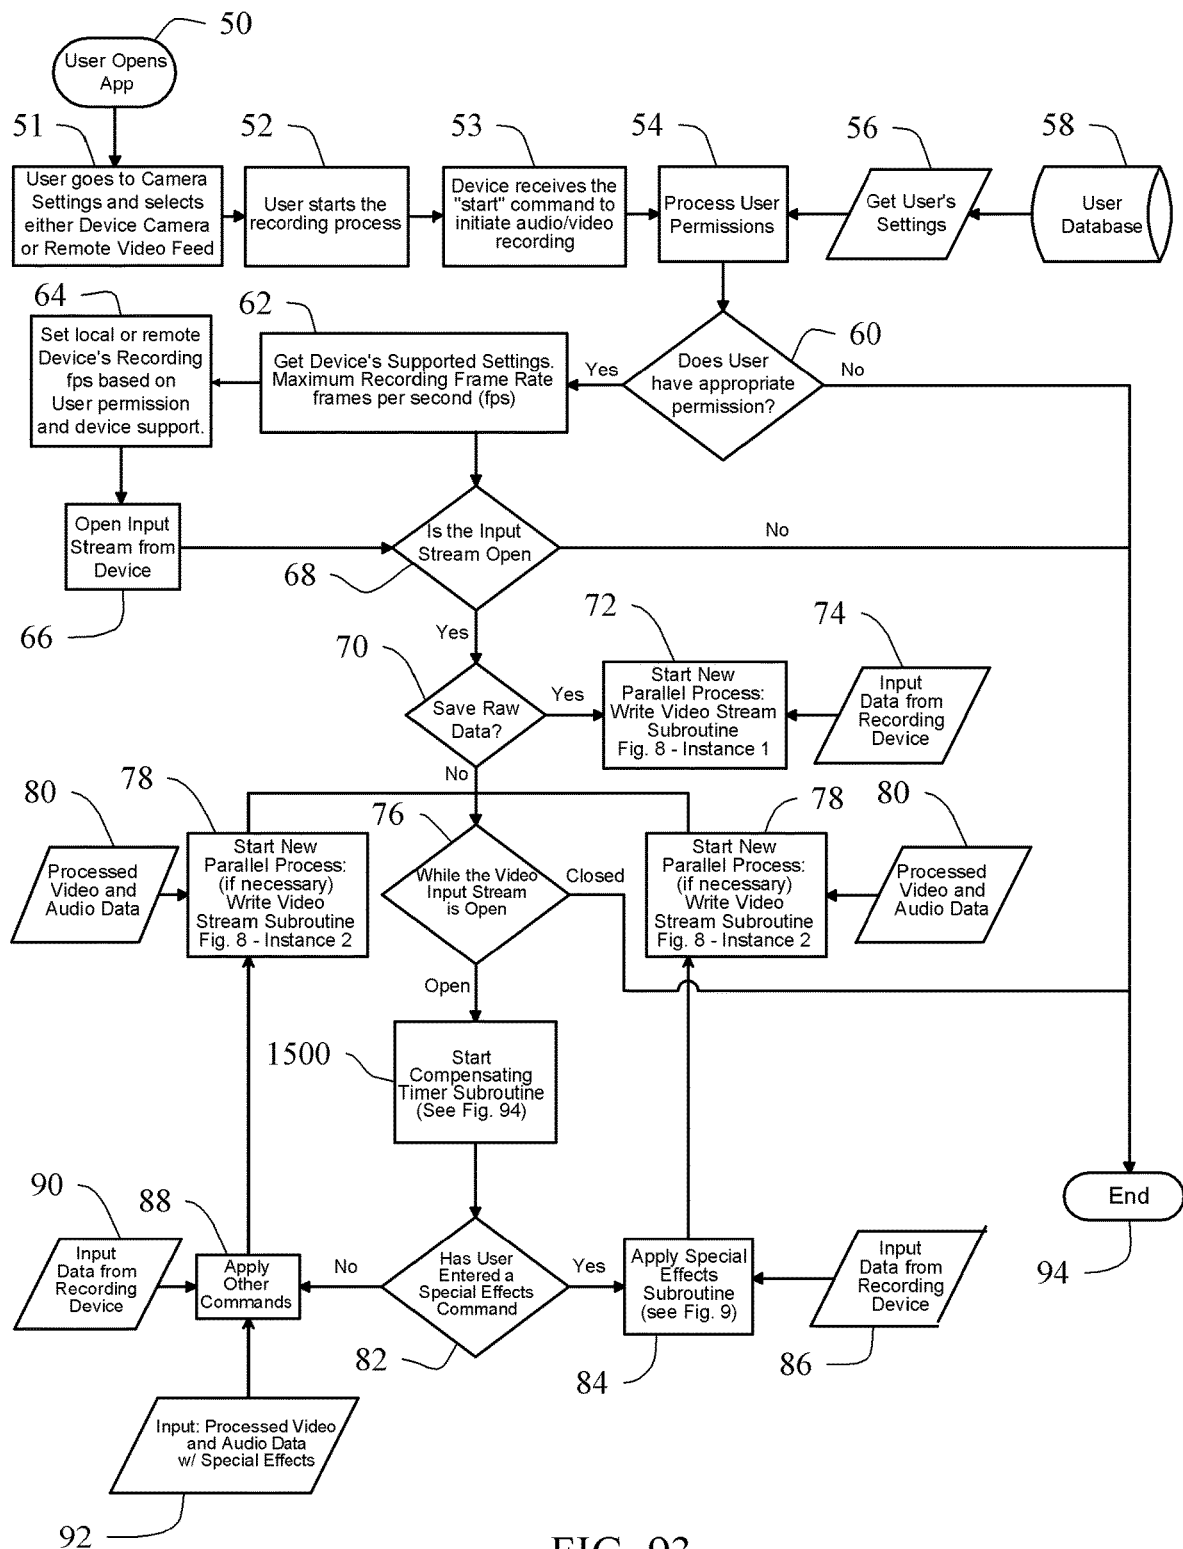 50
User Opens
App
51
52
53
54
56
58
User goes to Camera
Settings and selects
either Device Camera
or Remote Video Feed
User starts the
recording process
Device receives the
"start" command to
initiate audio/video
recording
Process User
Permissions
Get User's
Settings
User
Database
64
62
60
Set local or remote
Device's Recording
fps based on
User permission
and device support.
Get Device's Supported Settings.
Maximum Recording Frame Rate
frames per second (fps)
Yes
Does User
have appropriate
permission?
No
Open Input
Stream from
Device
66
Is the Input
Stream Open
68
No
Yes
70
72
74
Save Raw
Data?
Yes
Start New
Parallel Process:
Write Video Stream
Subroutine
Fig. 8 - Instance 1
Input
Data from
Recording
Device
No
80
78
76
78
80
Processed
Video and
Audio Data
Start New
Parallel Process:
(if necessary)
Write Video
Stream Subroutine
Fig. 8 - Instance 2
While the Video
Input Stream
is Open
Closed
Start New
Parallel Process:
(if necessary)
Write Video
Stream Subroutine
Fig. 8 - Instance 2
Processed
Video and
Audio Data
Open
1500
Start
Compensating
Timer Subroutine
(See Fig. 94)
90
88
Input
Data from
Recording
Device
Apply
Other
Commands
No
Has User
Entered a
Special Effects
Command
Yes
82
Apply Special
Effects
Subroutine
(see Fig. 9)
84
Input
Data from
Recording
Device
86
End
94
Input: Processed Video
and Audio Data
w/ Special Effects
92
FIG. 93